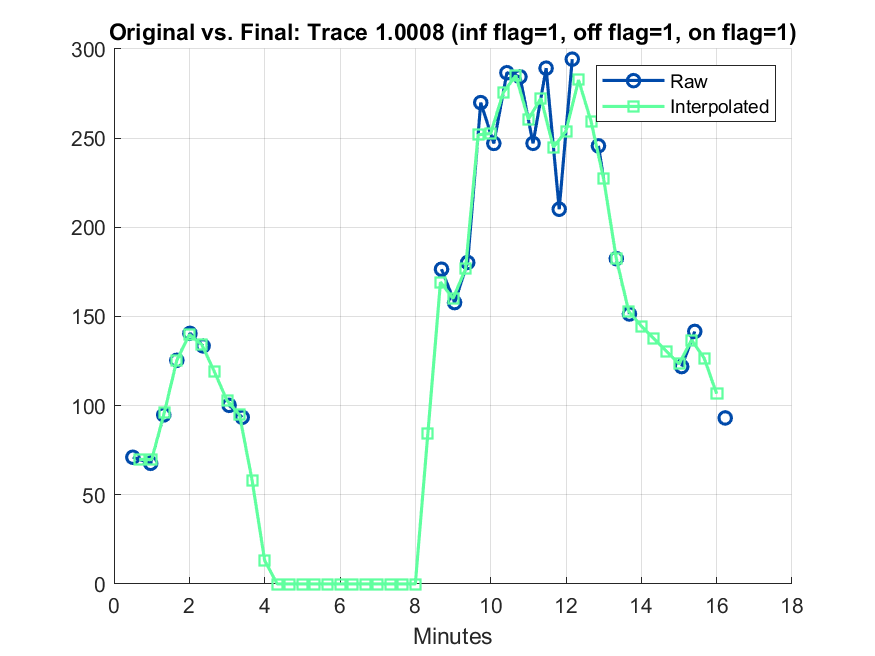 Original vs. Final: Trace 1.0008 (inf flag=1, off flag=1, on flag=1)
300
250
200
150
100
50
0
Raw
Interpolated
0 2 4 6 8 10 12 14 16 18
Minutes